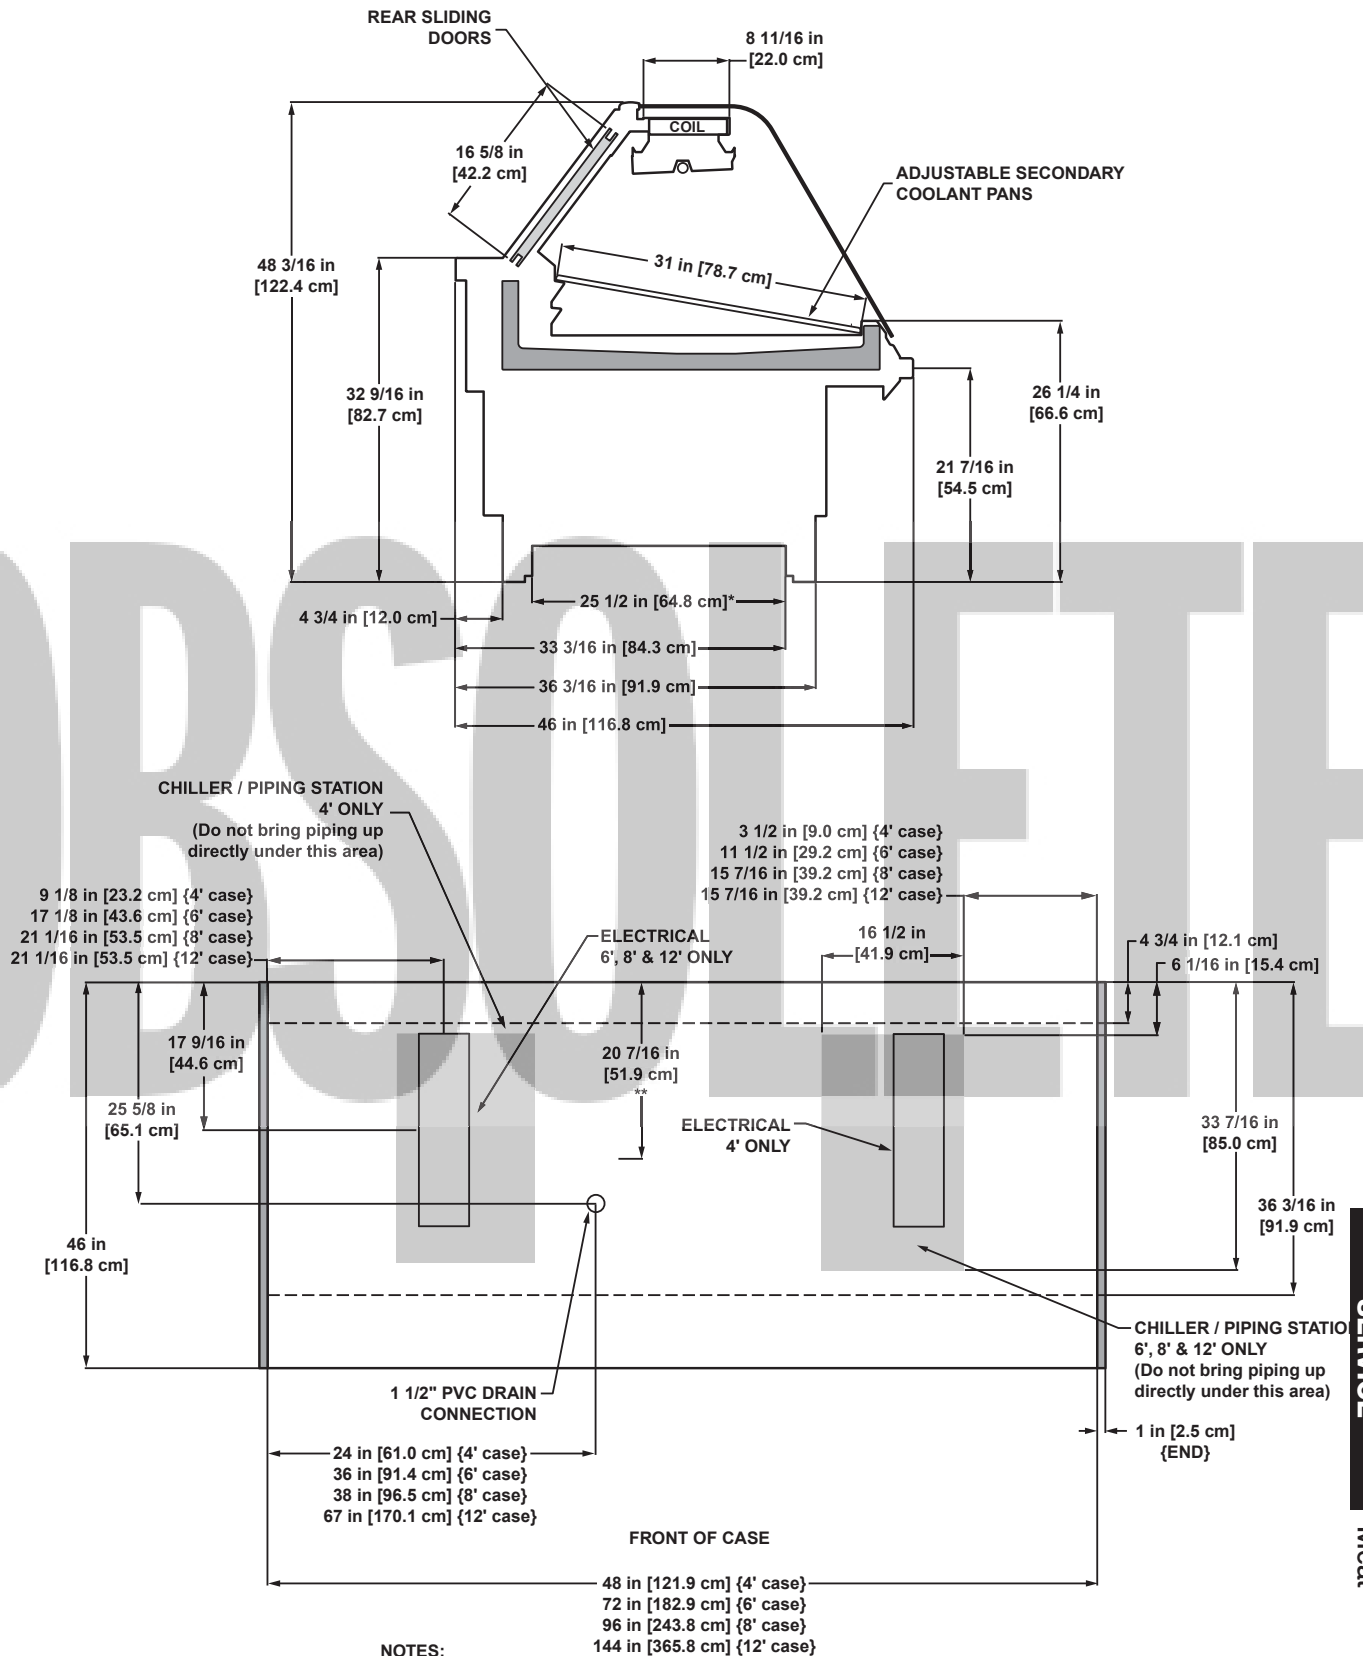 REAR SLIDING
DOORS
8 11/16 in
[22.0 cm]
COIL
16 5/8 in
[42.2 cm]
ADJUSTABLE SECONDARY
COOLANT PANS
31 in [78.7 cm]
48 3/16 in
[122.4 cm]
32 9/16 in
[82.7 cm]
26 1/4 in
[66.6 cm]
21 7/16 in
[54.5 cm]
25 1/2 in [64.8 cm]*
4 3/4 in [12.0 cm]
33 3/16 in [84.3 cm]
36 3/16 in [91.9 cm]
46 in [116.8 cm]
OBSOLETE
CHILLER / PIPING STATION
4' ONLY
(Do not bring piping up
directly under this area)
3 1/2 in [9.0 cm] {4' case}
11 1/2 in [29.2 cm] {6' case}
15 7/16 in [39.2 cm] {8' case}
15 7/16 in [39.2 cm] {12' case}
9 1/8 in [23.2 cm] {4' case}
17 1/8 in [43.6 cm] {6' case}
21 1/16 in [53.5 cm] {8' case}
21 1/16 in [53.5 cm] {12' case}
ELECTRICAL
6', 8' & 12' ONLY
16 1/2 in
[41.9 cm]
4 3/4 in [12.1 cm]
6 1/16 in [15.4 cm]
17 9/16 in
[44.6 cm]
20 7/16 in
[51.9 cm]
**
25 5/8 in
[65.1 cm]
ELECTRICAL
4' ONLY
33 7/16 in
[85.0 cm]
36 3/16 in
[91.9 cm]
46 in
[116.8 cm]
CHILLER / PIPING STATIO
6', 8' & 12' ONLY
(Do not bring piping up
directly under this area)
1 1/2" PVC DRAIN
CONNECTION
1 in [2.5 cm]
{END}
24 in [61.0 cm] {4' case}
36 in [91.4 cm] {6' case}
38 in [96.5 cm] {8' case}
67 in [170.1 cm] {12' case}
FRONT OF CASE
48 in [121.9 cm] {4' case}
72 in [182.9 cm] {6' case}
96 in [243.8 cm] {8' case}
144 in [365.8 cm] {12' case}
NOTES: